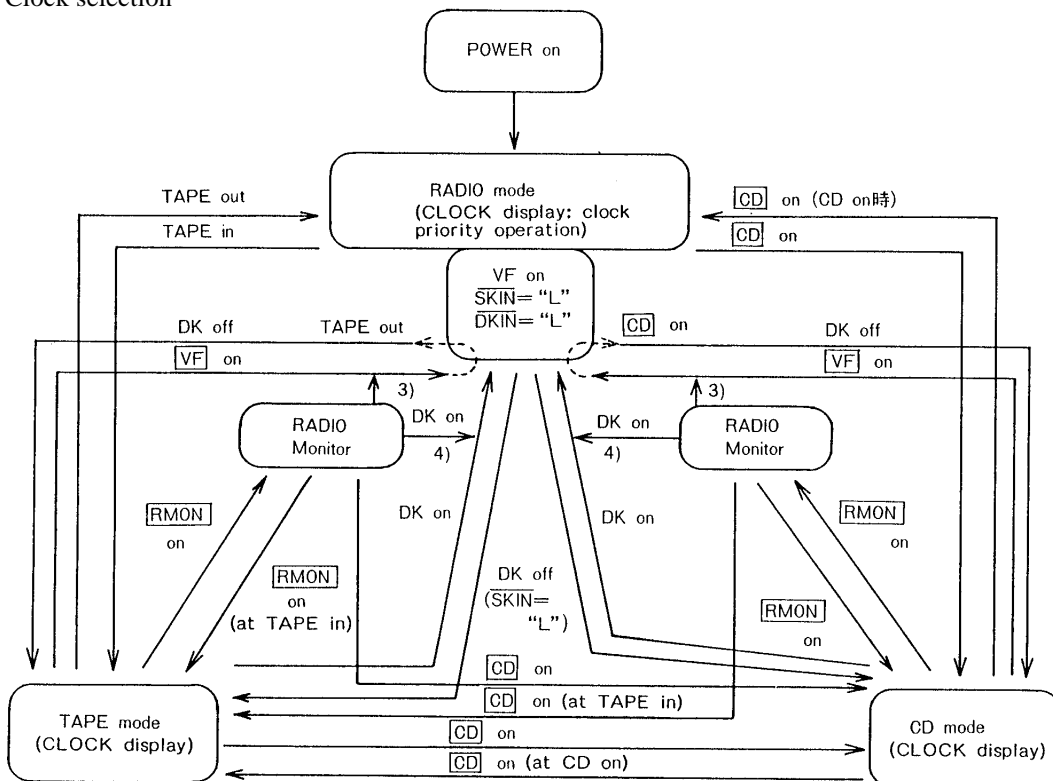 Clock selection
POWER on
RADIO mode
(CLOCK display: clock
priority operation)
TAPE out
TAPE in
CD on (CD on時)
CD on
VF on
SKIN= "L"
DKIN= "L"
DK off
TAPE out
VF on
CD on
DK off
VF on
3)
3)
RADIO
Monitor
DK on
4)
DK on
4)
RADIO
Monitor
RMON
on
DK on
DK on
RMON
on
RMON
on
(at TAPE in)
DK off
(SKIN=
"L")
RMON
on
CD on
CD on (at TAPE in)
TAPE mode
(CLOCK display)
CD on
CD on (at CD on)
CD mode
(CLOCK display)